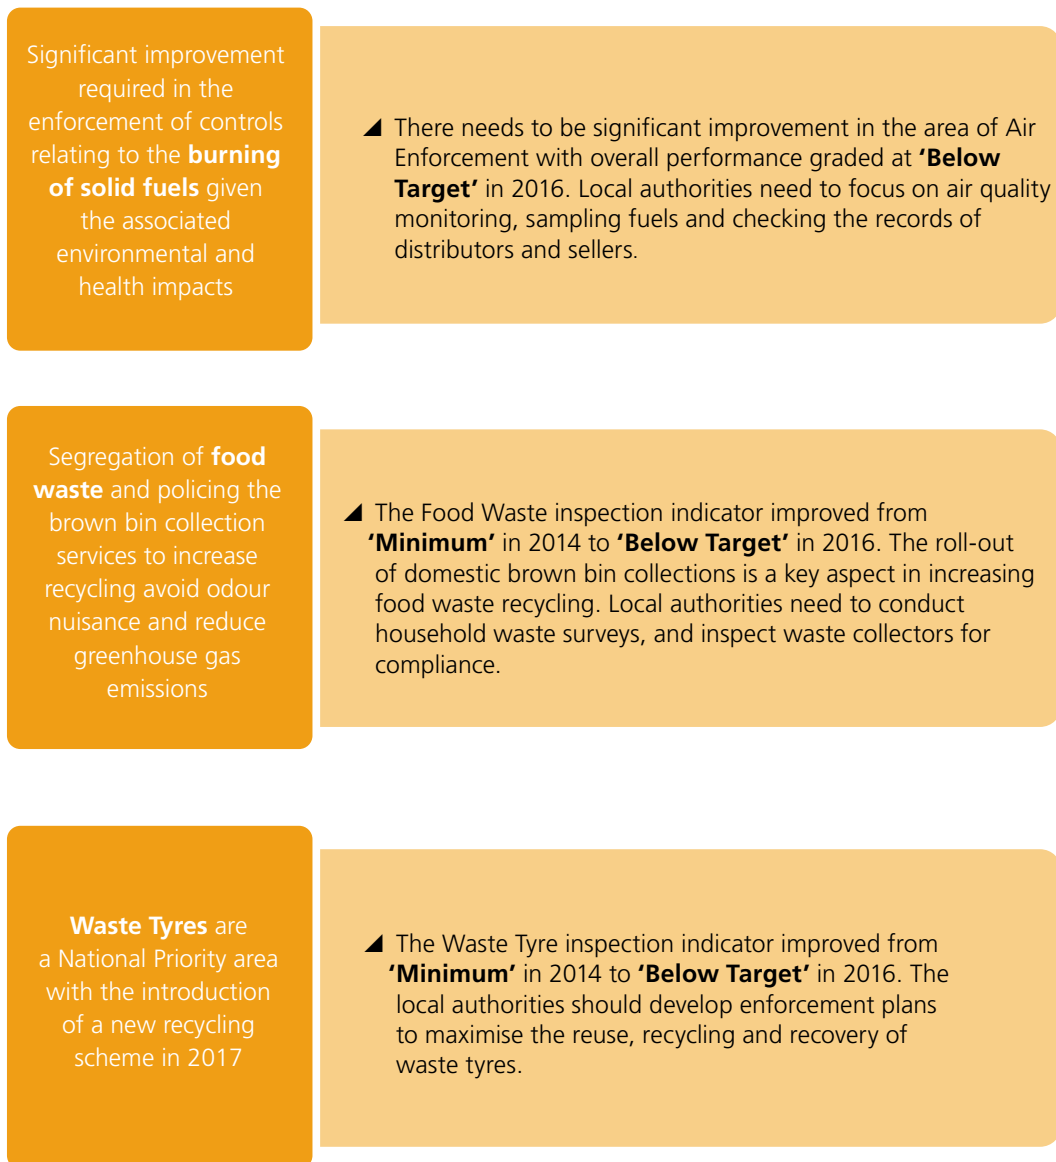 Significant improvement
required in the
enforcement of controls
relating to the burning
of solid fuels given
the associated
environmental and
health impacts
◢ There needs to be significant improvement in the area of Air
Enforcement with overall performance graded at ‘Below
Target’ in 2016. Local authorities need to focus on air quality
monitoring, sampling fuels and checking the records of
distributors and sellers.
Segregation of food
waste and policing the
brown bin collection
services to increase
recycling avoid odour
nuisance and reduce
greenhouse gas
emissions
◢ The Food Waste inspection indicator improved from
‘Minimum’ in 2014 to ‘Below Target’ in 2016. The roll-out
of domestic brown bin collections is a key aspect in increasing
food waste recycling. Local authorities need to conduct
household waste surveys, and inspect waste collectors for
compliance.
Waste Tyres are
a National Priority area
with the introduction
of a new recycling
scheme in 2017
◢ The Waste Tyre inspection indicator improved from
‘Minimum’ in 2014 to ‘Below Target’ in 2016. The
local authorities should develop enforcement plans
to maximise the reuse, recycling and recovery of
waste tyres.